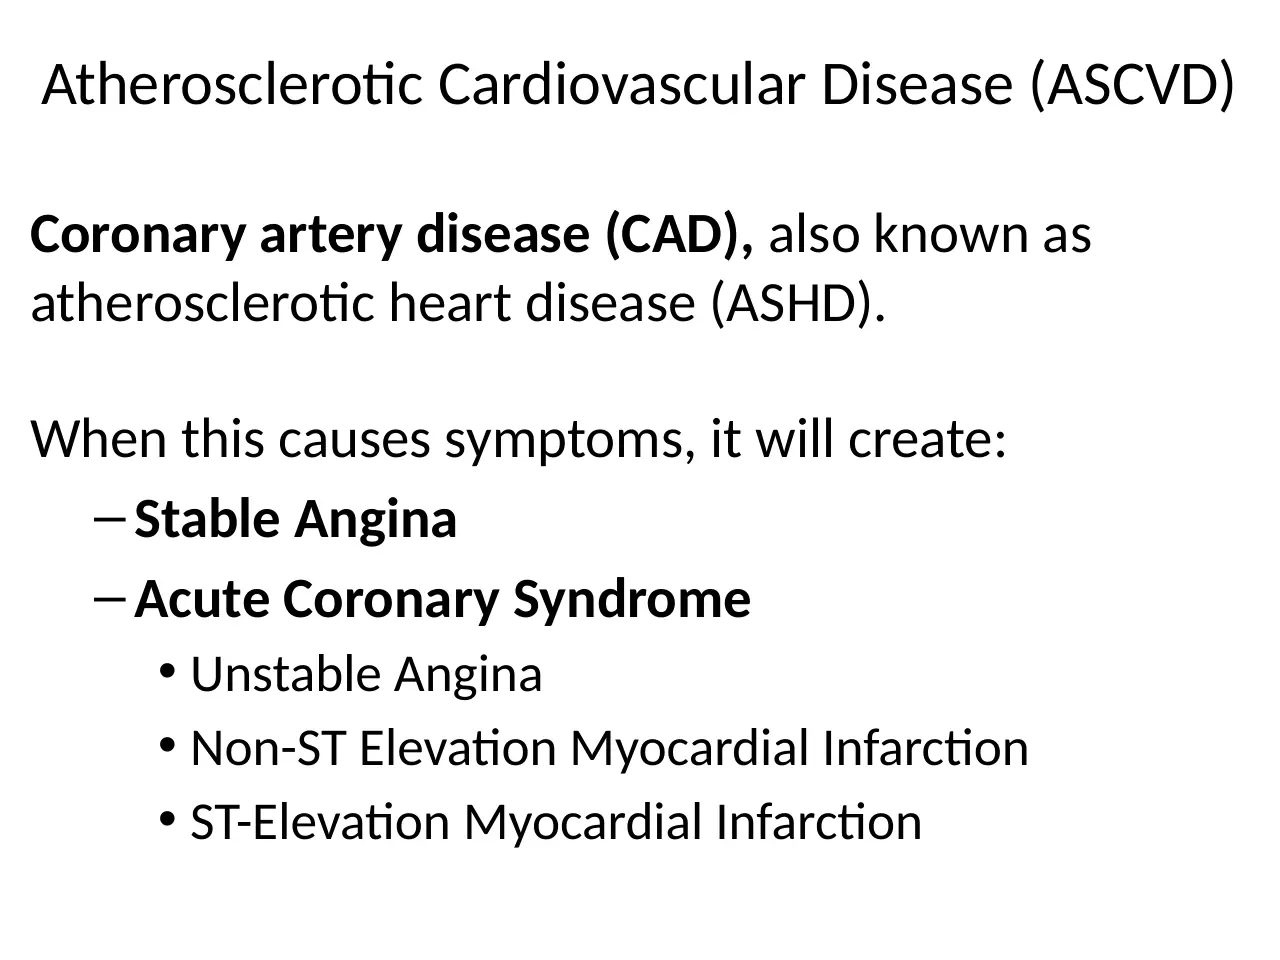 Atherosclerotic Cardiovascular Disease (ASCVD)
Coronary artery disease (CAD), also known as
atherosclerotic heart disease (ASHD).
When this causes symptoms, it will create:
– Stable Angina
– Acute Coronary Syndrome
• Unstable Angina
• Non-ST Elevation Myocardial Infarction
• ST-Elevation Myocardial Infarction